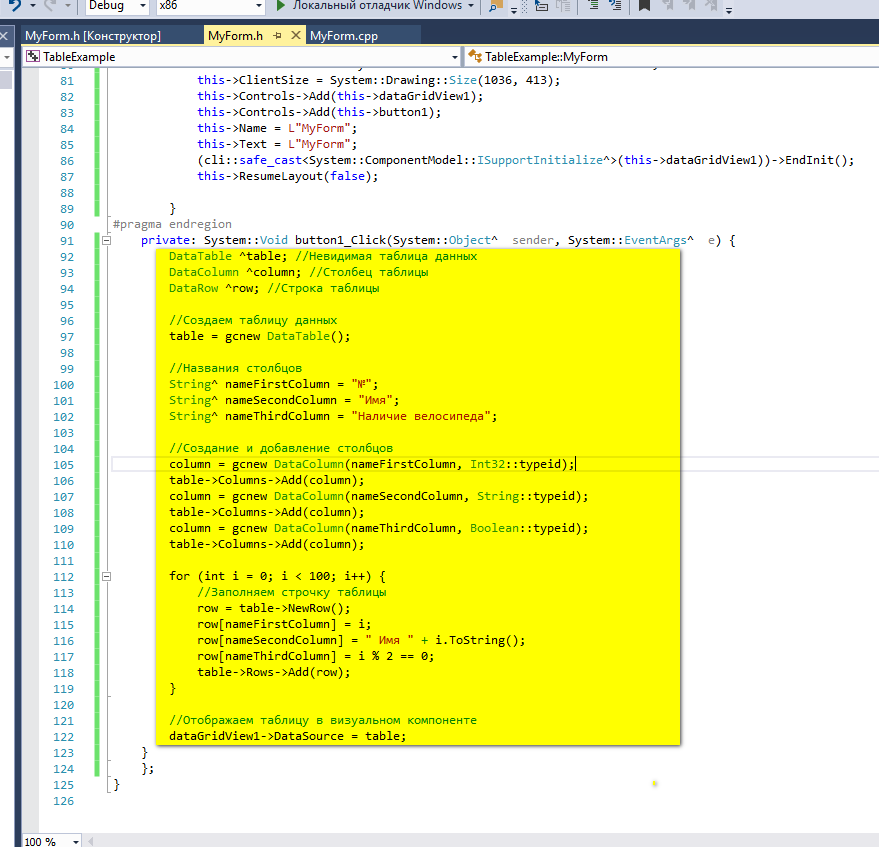 Debug x86 Локальный отладчик Windows
MyForm.h [Конструктор] MyForm.h MyForm.cpp
TableExample TableExample::MyForm
81 this->ClientSize = System::Drawing::Size(1036, 413);
82 this->Controls->Add(this->dataGridView1);
83 this->Controls->Add(this->button1);
84 this->Name = L"MyForm";
85 this->Text = L"MyForm";
86 (cli::safe_cast<System::ComponentModel::ISupportInitialize^>(this->dataGridView1))->EndInit();
87 this->ResumeLayout(false);
88
89 }
90 #pragma endregion
91 private: System::Void button1_Click(System::Object^ sender, System::EventArgs^ e) {
92 DataTable ^table; //Невидимая таблица данных
93 DataColumn ^column; //Столбец таблицы
94 DataRow ^row; //Строка таблицы
95
96 //Создаем таблицу данных
97 table = gcnew DataTable();
98
99 //Названия столбцов
100 String^ nameFirstColumn = "№";
101 String^ nameSecondColumn = "Имя";
102 String^ nameThirdColumn = "Наличие велосипеда";
103
104 //Создание и добавление столбцов
105 column = gcnew DataColumn(nameFirstColumn, Int32::typeid);
106 table->Columns->Add(column);
107 column = gcnew DataColumn(nameSecondColumn, String::typeid);
108 table->Columns->Add(column);
109 column = gcnew DataColumn(nameThirdColumn, Boolean::typeid);
110 table->Columns->Add(column);
111
112 for (int i = 0; i < 100; i++) {
113 //Заполняем строчку таблицы
114 row = table->NewRow();
115 row[nameFirstColumn] = i;
116 row[nameSecondColumn] = " Имя " + i.ToString();
117 row[nameThirdColumn] = i % 2 == 0;
118 table->Rows->Add(row);
119 }
120
121 //Отображаем таблицу в визуальном компоненте
122 dataGridView1->DataSource = table;
123 }
124 };
125 }
126
100 %